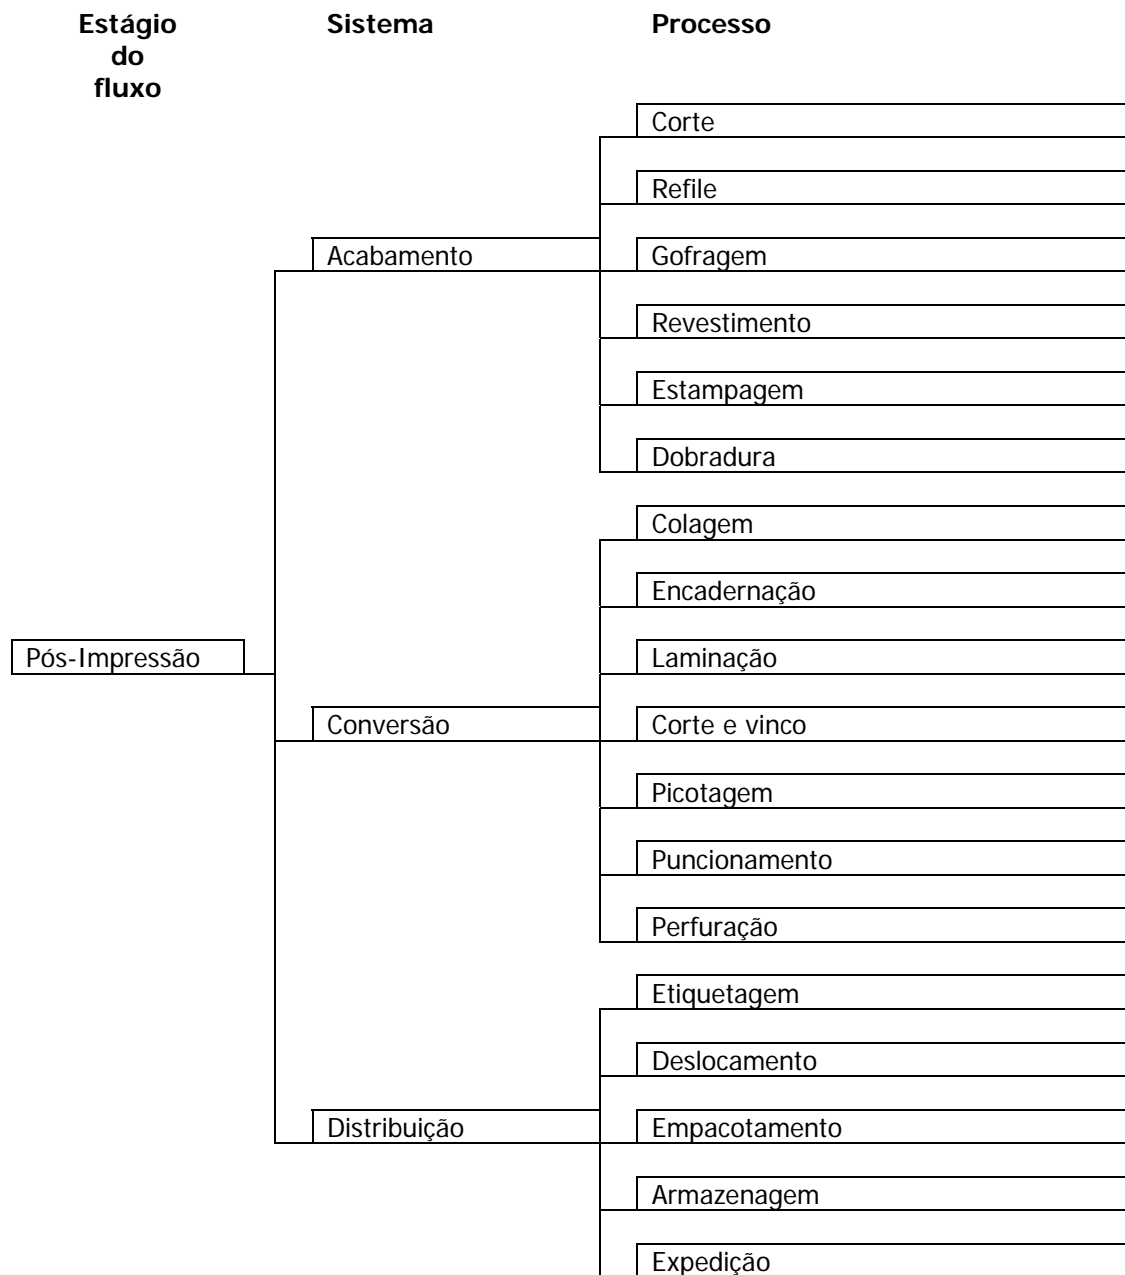 Estágio do fluxo
Sistema
Processo
Corte
Refile
Acabamento
Gofragem
Revestimento
Estampagem
Dobradura
Colagem
Encadernação
Pós-Impressão
Laminação
Conversão
Corte e vinco
Picotagem
Puncionamento
Perfuração
Etiquetagem
Deslocamento
Distribuição
Empacotamento
Armazenagem
Expedição